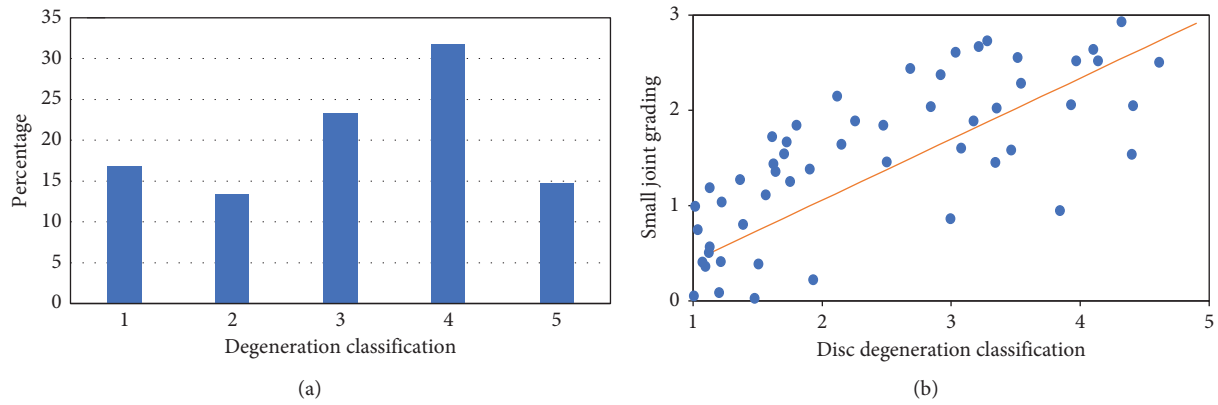 35
30
25
20
15
10
5
0
Percentage
1 2 3 4 5
Degeneration classification
(a)
3
2
1
0
Small joint grading
1 2 3 4 5
Disc degeneration classification
(b)